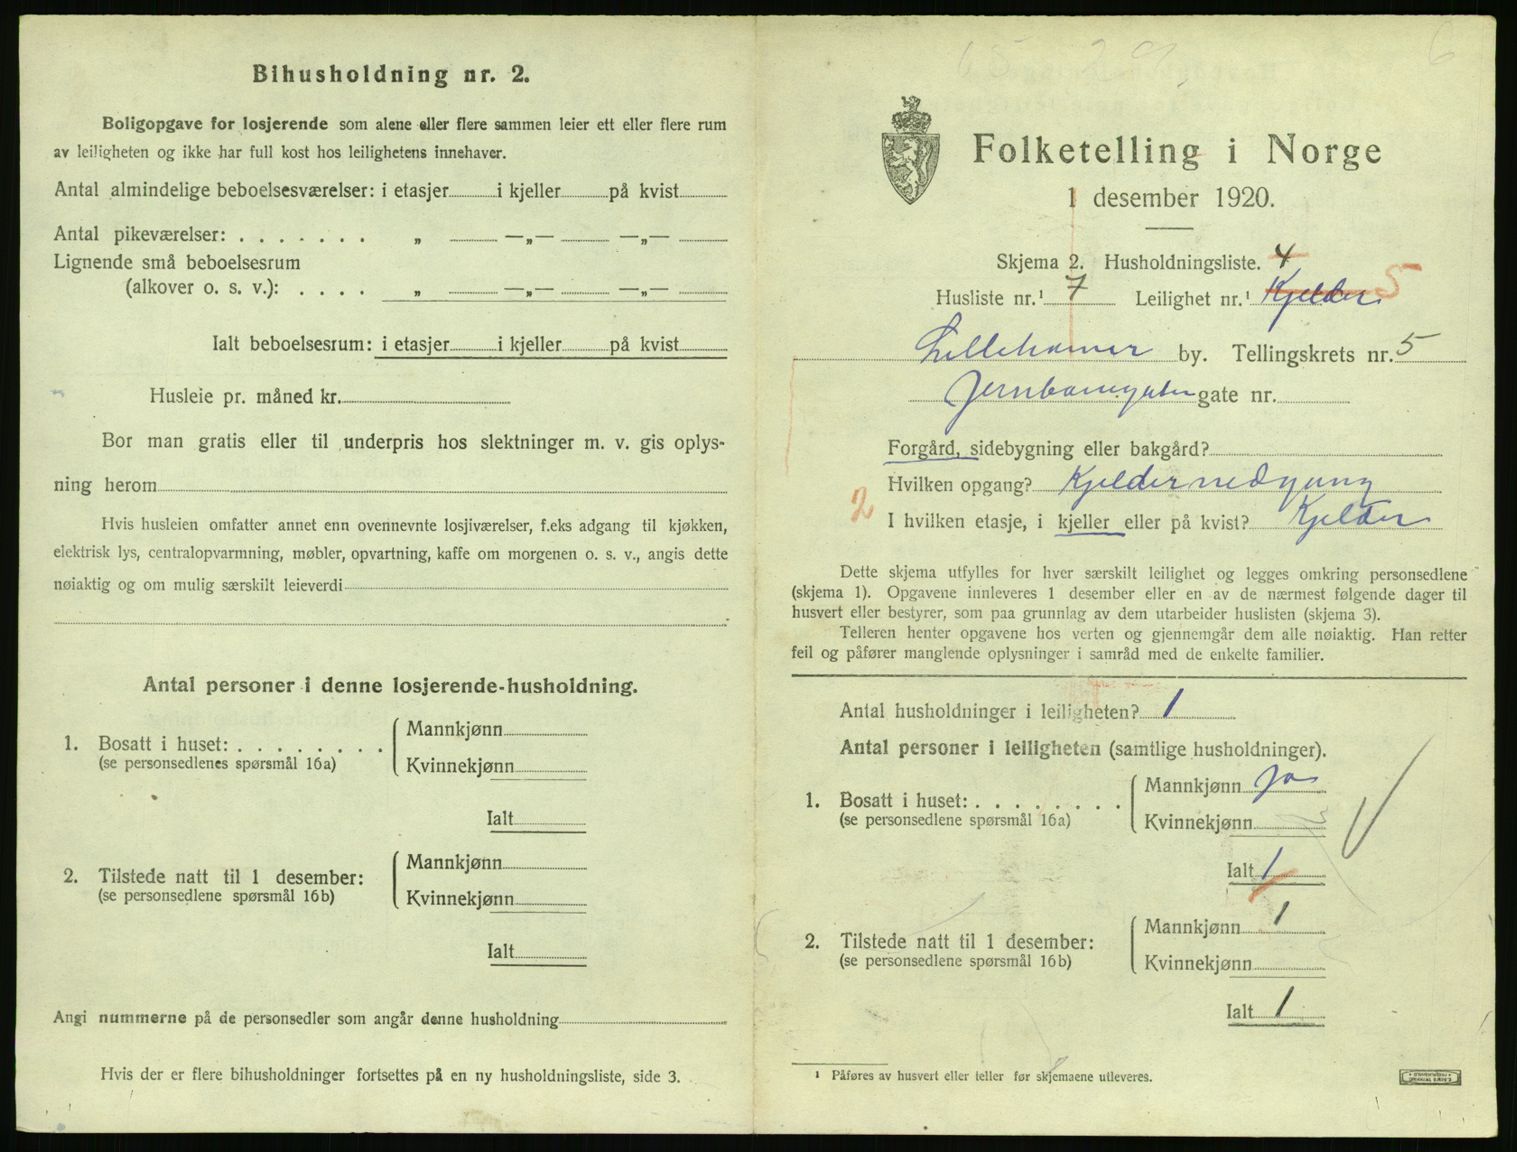 Bihusholdning nr. 2.
Boligopgave for losjerende som alene eller flere sammen leier ett eller flere rum
av leiligheten og ikke har full kost hos leilighetens innehaver.
Antal almindelige beboelsesværelser: i etasjer i kjeller på kvist
Antal pikeværelser: . . . . . . . „ —„— —„—
Lignende små beboelsesrum
(alkover o. s. v.): . . . . „ —„— —„—
Ialt beboelsesrum: i etasjer i kjeller på kvist
Husleie pr. måned kr.
Bor man gratis eller til underpris hos slektninger m. v. gis oplys-
ning herom
Hvis husleien omfatter annet enn ovennevnte losjiværelser, f.eks adgang til kjøkken,
elektrisk lys, centralopvarmning, møbler, opvartning, kaffe om morgenen o. s. v., angis dette
nøiaktig og om mulig særskilt leieverdi
Antal personer i denne losjerende-husholdning.
1. Bosatt i huset: . . . . . . . .
(se personsedlenes spørsmål 16a)
Mannkjønn
Kvinnekjønn
Ialt
2. Tilstede natt til 1 desember:
(se personsedlene spørsmål 16b)
Mannkjønn
Kvinnekjønn
Ialt
Angi nummerne på de personsedler som angår denne husholdning
Hvis der er flere bihusholdninger fortsettes på en ny husholdningsliste, side 3.
Folketelling i Norge
1 desember 1920.
Skjema 2. Husholdningsliste. 4
Husliste nr.¹ 7 Leilighet nr.¹ Kjelder 5
Lillehamer by. Tellingskrets nr. 5
Jernbanegaten gate nr.
Forgård, sidebygning eller bakgård?
Hvilken opgang? Kjeldernedgang
2 I hvilken etasje, i kjeller eller på kvist? Kjelder
Dette skjema utfylles for hver særskilt leilighet og legges omkring personsedlene
(skjema 1). Opgavene innleveres 1 desember eller en av de nærmest følgende dager til
husvert eller bestyrer, som paa grunnlag av dem utarbeider huslisten (skjema 3).
Telleren henter opgavene hos verten og gjennemgår dem alle nøiaktig. Han retter
feil og påfører manglende oplysninger i samråd med de enkelte familier.
Antal husholdninger i leiligheten? 1
Antal personer i leiligheten (samtlige husholdninger).
1. Bosatt i huset: . . . . . . . .
(se personsedlene spørsmål 16a)
Mannkjønn Ja
Kvinnekjønn
Ialt 1
2. Tilstede natt til 1 desember:
(se personsedlene spørsmål 16b)
Mannkjønn 1
Kvinnekjønn
Ialt 1
¹ Påføres av husvert eller teller før skjemaene utleveres.